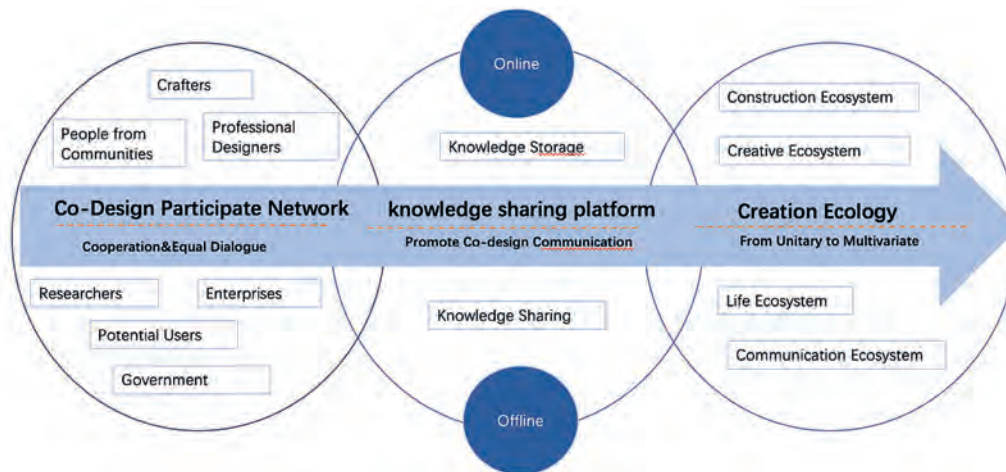 Online
Crafters
People from
Communities
Professional
Designers
Knowledge Storage
Construction Ecosystem
Creative Ecosystem
Co-Design Participate Network
Cooperation&Equal Dialogue
knowledge sharing platform
Promote Co-design Communication
Creation Ecology
From Unitary to Multivariate
Researchers
Enterprises
Potential Users
Government
Knowledge Sharing
Life Ecosystem
Communication Ecosystem
Offline